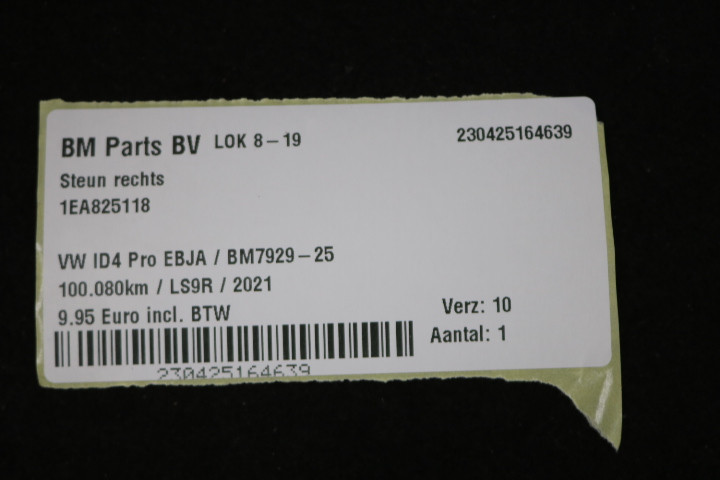 BM Parts BV LOK 8-19 230425164639
Steun rechts
1EA825118
VW ID4 Pro EBJA / BM7929-25
100.080km / LS9R / 2021
9.95 Euro incl. BTW
Verz: 10
Aantal: 1
230425164639